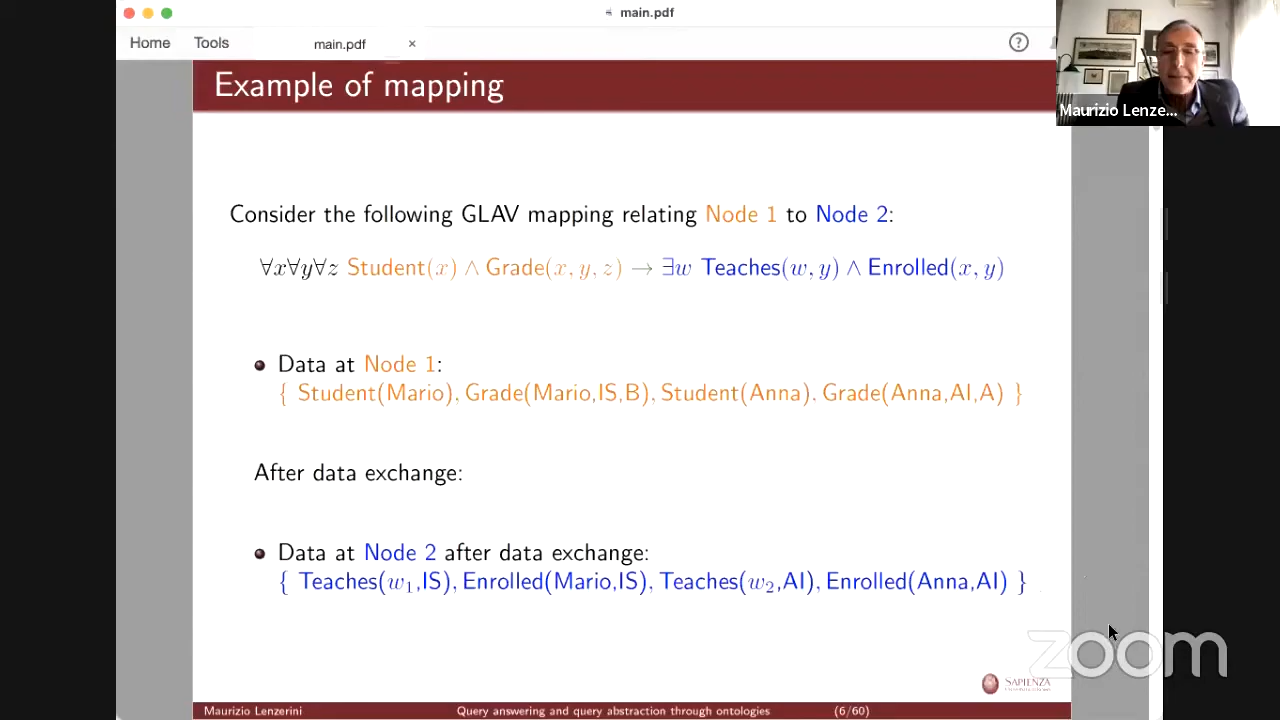 main.pdf
Home Tools main.pdf ×
?
Example of mapping
Maurizio Lenze...
Consider the following GLAV mapping relating Node 1 to Node 2:
∀x∀y∀z Student(x) ∧ Grade(x, y, z) → ∃w Teaches(w, y) ∧ Enrolled(x, y)
Data at Node 1:
{ Student(Mario), Grade(Mario,IS,B), Student(Anna), Grade(Anna,AI,A) }
After data exchange:
Data at Node 2 after data exchange:
{ Teaches(w₁,IS), Enrolled(Mario,IS), Teaches(w₂,AI), Enrolled(Anna,AI) }
zoom
SAPIENZA
Maurizio Lenzerini Query answering and query abstraction through ontologies (6/60)